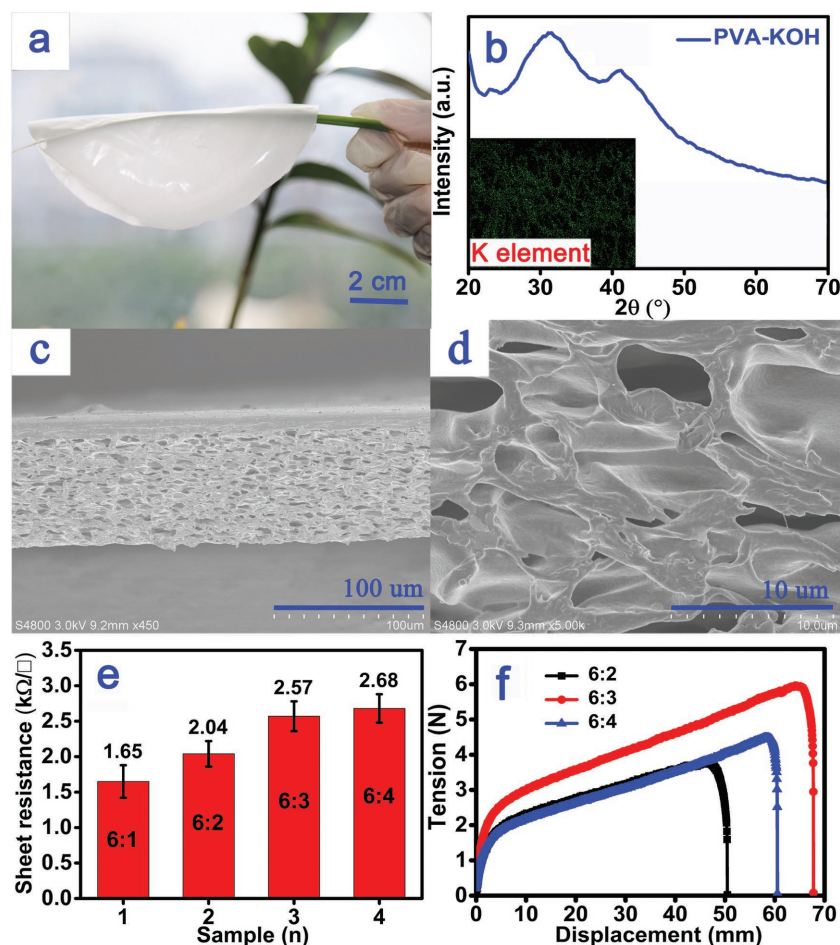 a
2 cm
b
PVA-KOH
K element
Intensity (a.u.)
20 30 40 50 60 70
2θ (°)
c
100 um
S4800 3.0kV 9.2mm x450
100um
d
10 um
S4800 3.0kV 9.3mm x5.00k
10.0um
e
Sheet resistance (kΩ/□)
3.5
3.0
2.5
2.0
1.5
1.0
0.5
0.0
1.65
2.04
2.57
2.68
6:1
6:2
6:3
6:4
1 2 3 4
Sample (n)
f
6:2
6:3
6:4
Tension (N)
7
6
5
4
3
2
1
0
0 10 20 30 40 50 60 70
Displacement (mm)